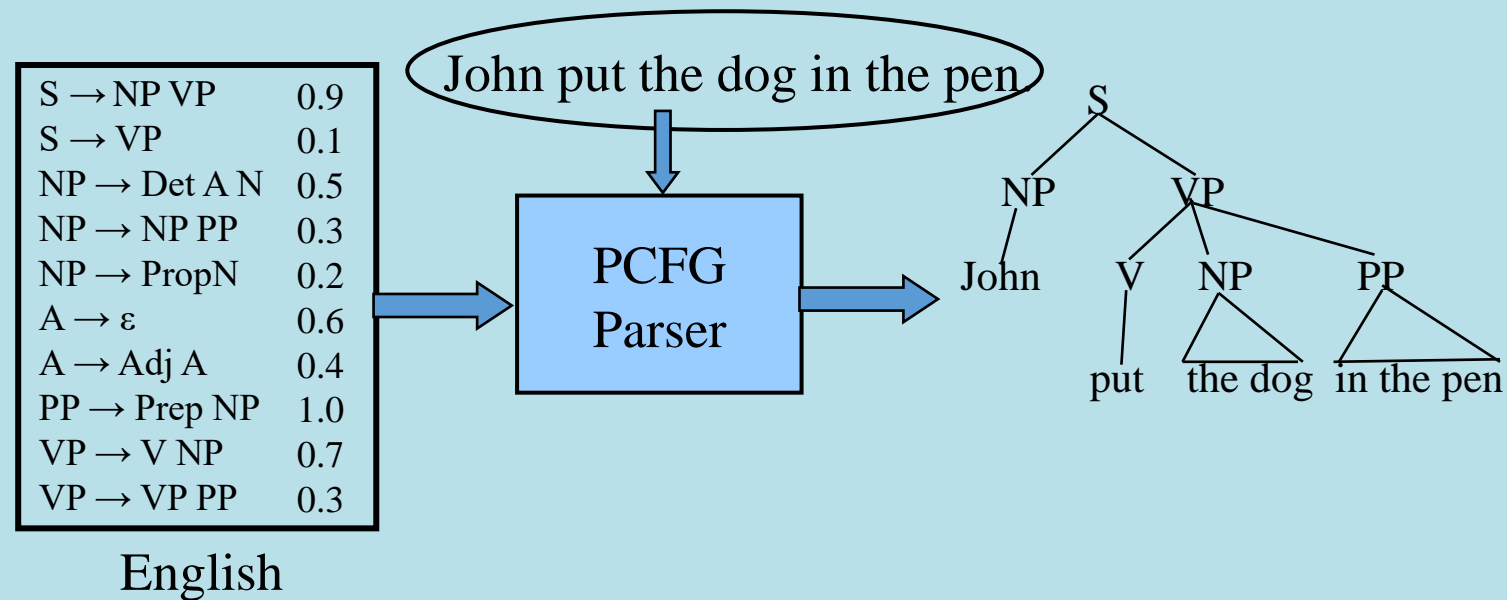 John put the dog in the pen.
S → NP VP 0.9
S → VP 0.1
NP → Det A N 0.5
NP → NP PP 0.3
NP → PropN 0.2
A → ε 0.6
A → Adj A 0.4
PP → Prep NP 1.0
VP → V NP 0.7
VP → VP PP 0.3
English
PCFG
Parser
S
NP VP
John V NP PP
put the dog in the pen